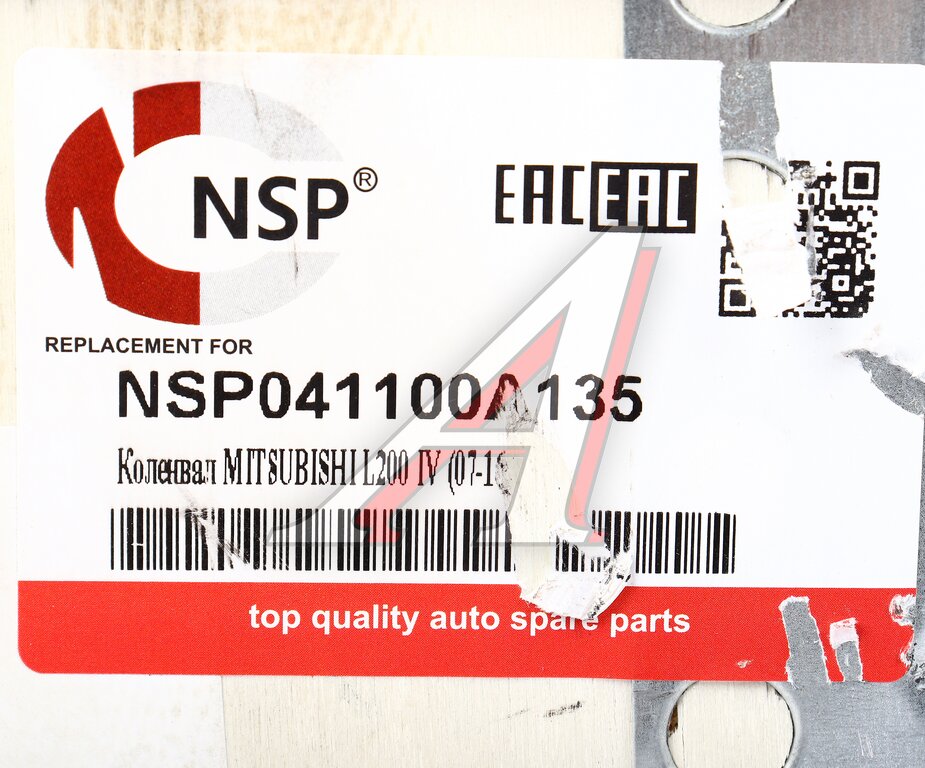 NSP®
EAC EAC
REPLACEMENT FOR
NSP041100A135
Коленвал MITSUBISHI L200 IV (07-1
top quality auto spare parts